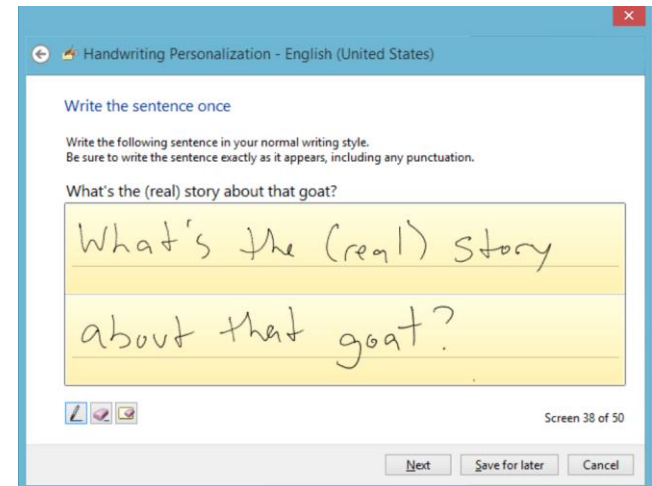 Handwriting Personalization - English (United States)
Write the sentence once
Write the following sentence in your normal writing style.
Be sure to write the sentence exactly as it appears, including any punctuation.
What's the (real) story about that goat?
What's the (real) story
about that goat?
Screen 38 of 50
Next Save for later Cancel